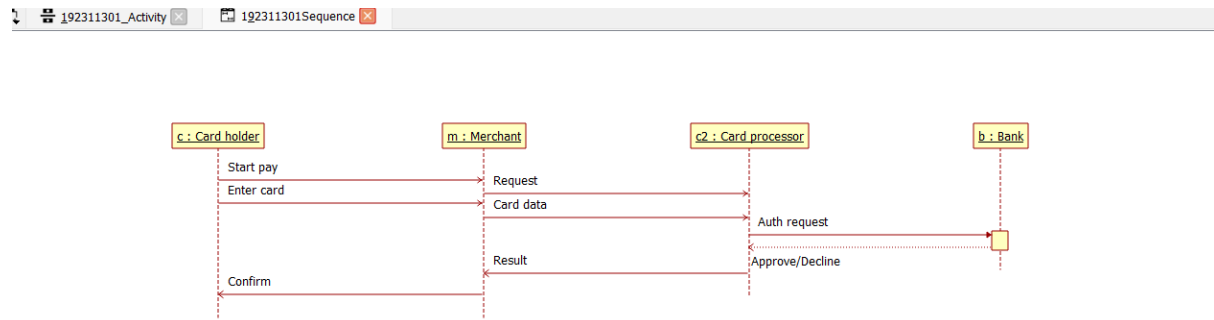 192311301_Activity
192311301Sequence
c : Card holder
m : Merchant
c2 : Card processor
b : Bank
Start pay
Request
Enter card
Card data
Auth request
Result
Approve/Decline
Confirm